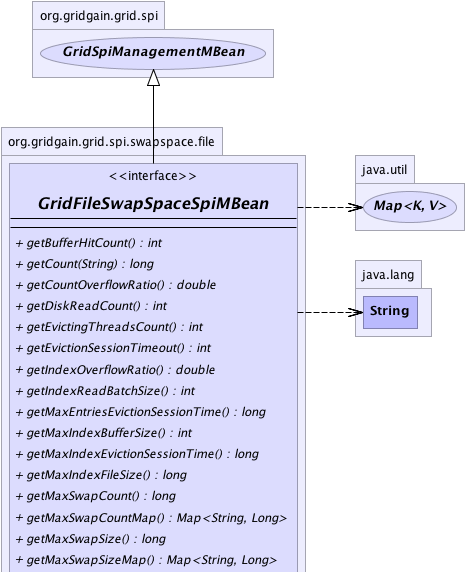 org.gridgain.grid.spi
GridSpiManagementMBean
org.gridgain.grid.spi.swapspace.file
<<interface>>
GridFileSwapSpaceSpiMBean
+ getBufferHitCount() : int
+ getCount(String) : long
+ getCountOverflowRatio() : double
+ getDiskReadCount() : int
+ getEvictingThreadsCount() : int
+ getEvictionSessionTimeout() : int
+ getIndexOverflowRatio() : double
+ getIndexReadBatchSize() : int
+ getMaxEntriesEvictionSessionTime() : long
+ getMaxIndexBufferSize() : int
+ getMaxIndexEvictionSessionTime() : long
+ getMaxIndexFileSize() : long
+ getMaxSwapCount() : long
+ getMaxSwapCountMap() : Map<String, Long>
+ getMaxSwapSize() : long
+ getMaxSwapSizeMap() : Map<String, Long>
java.util
Map<K, V>
java.lang
String